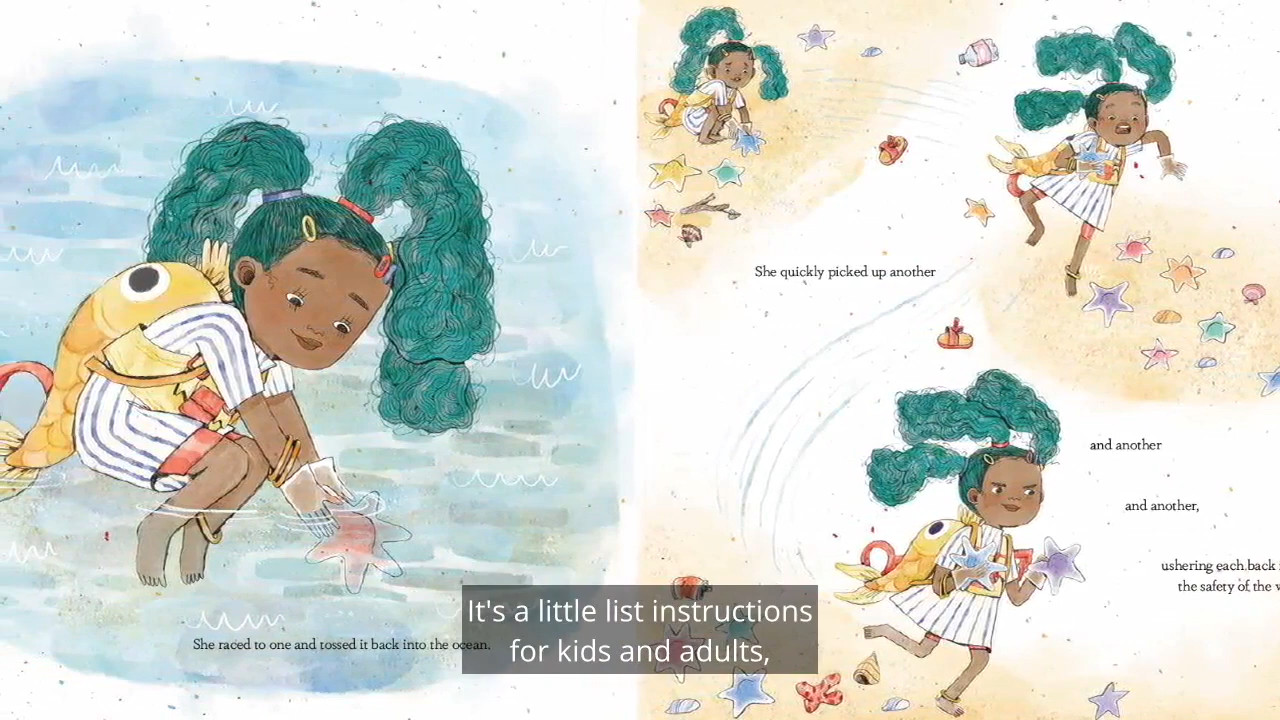 She raced to one and tossed it back into the ocean.
She quickly picked up another
and another
and another,
ushering each back
the safety of the
It's a little list instructions
for kids and adults,